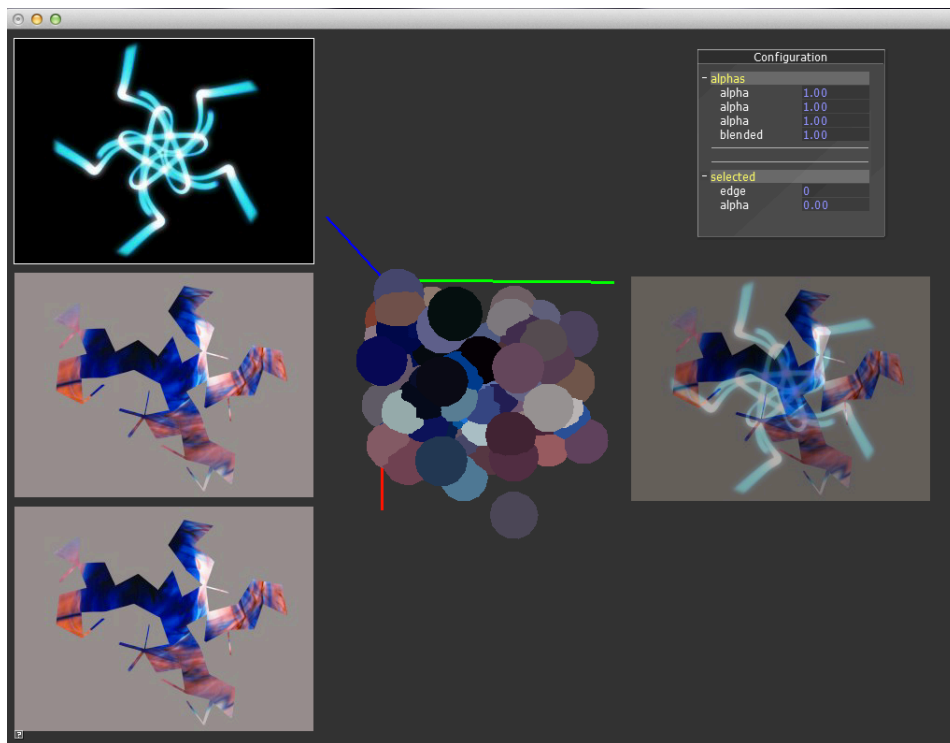 Configuration
- alphas
alpha 1.00
alpha 1.00
alpha 1.00
blended 1.00
- selected
edge 0
alpha 0.00
?